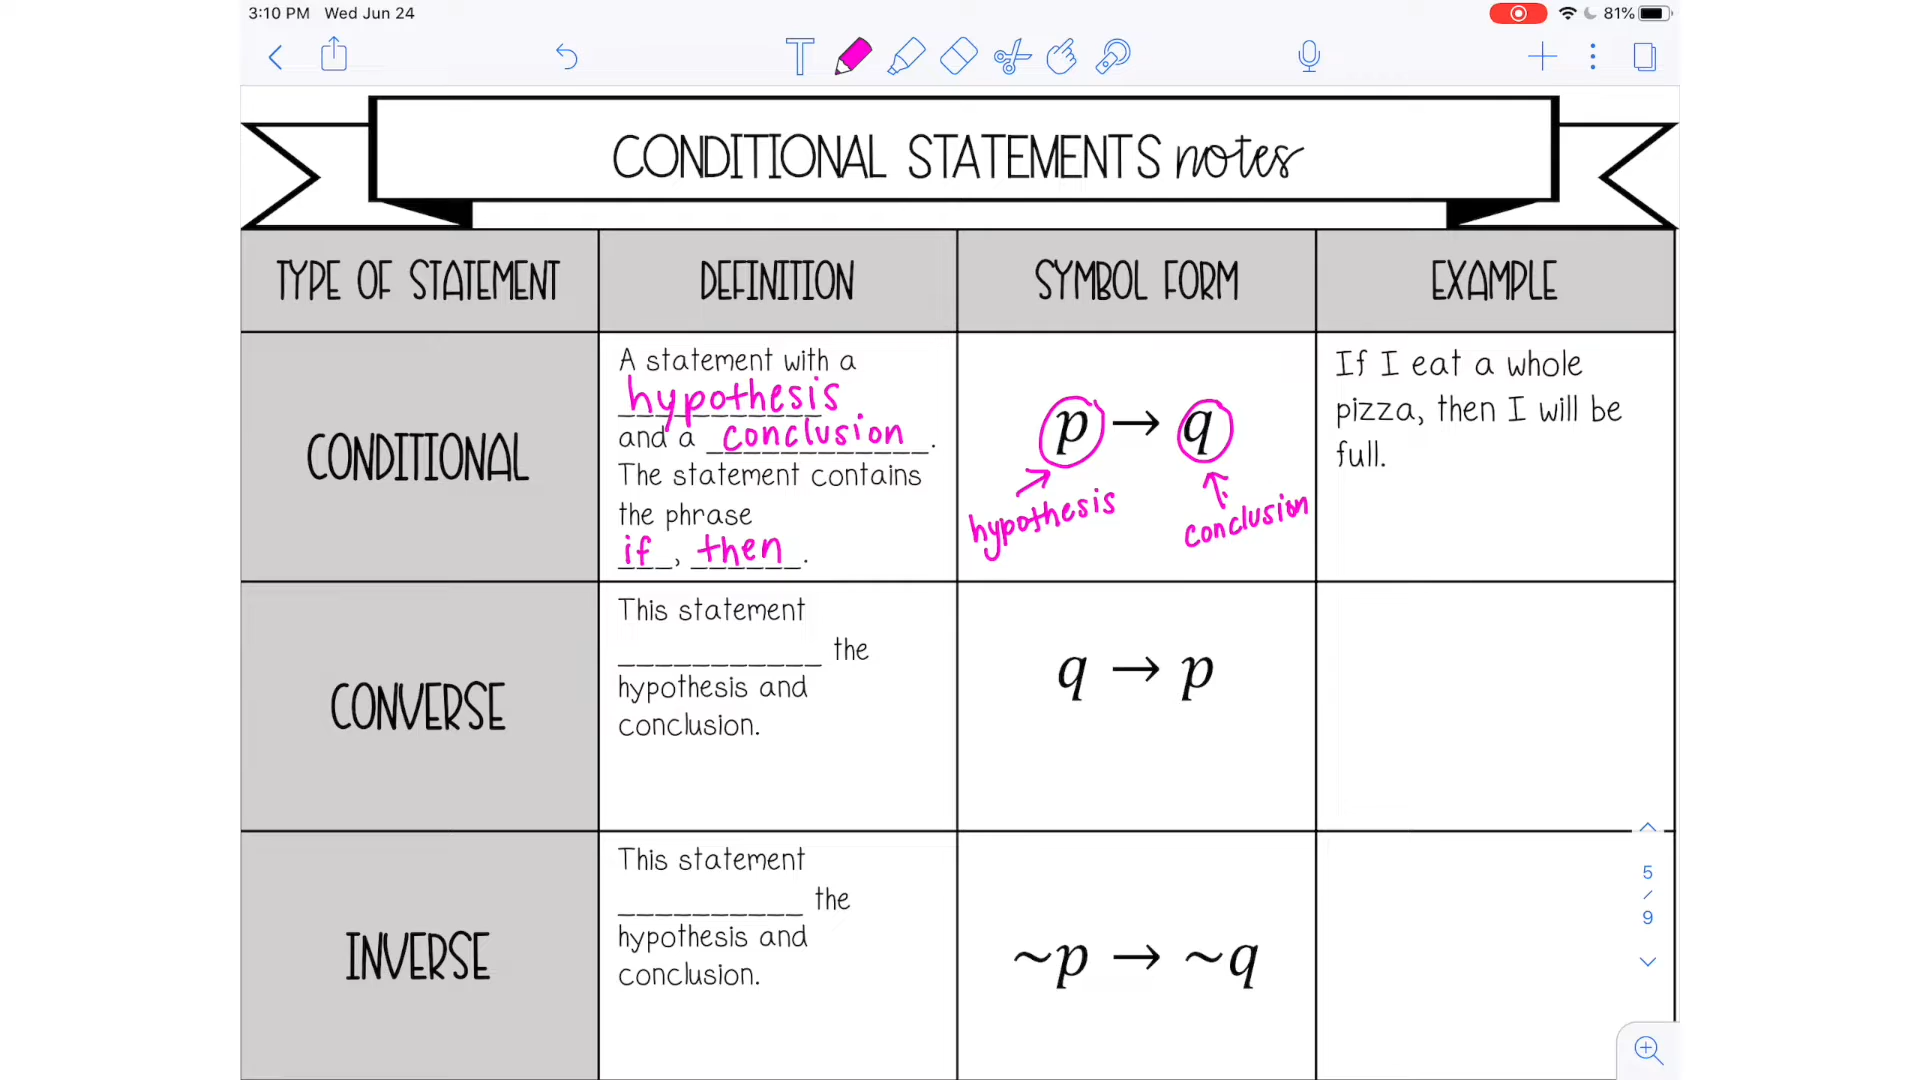 3:10 PM Wed Jun 24
81%
CONDITIONAL STATEMENTS notes
TYPE OF STATEMENT
DEFINITION
SYMBOL FORM
EXAMPLE
CONDITIONAL
A statement with a
hypothesis
and a conclusion.
The statement contains
the phrase
if, then.
p → q
hypothesis
conclusion
If I eat a whole
pizza, then I will be
full.
CONVERSE
This statement
___________ the
hypothesis and
conclusion.
q → p
INVERSE
This statement
__________ the
hypothesis and
conclusion.
~p → ~q
5
/
9